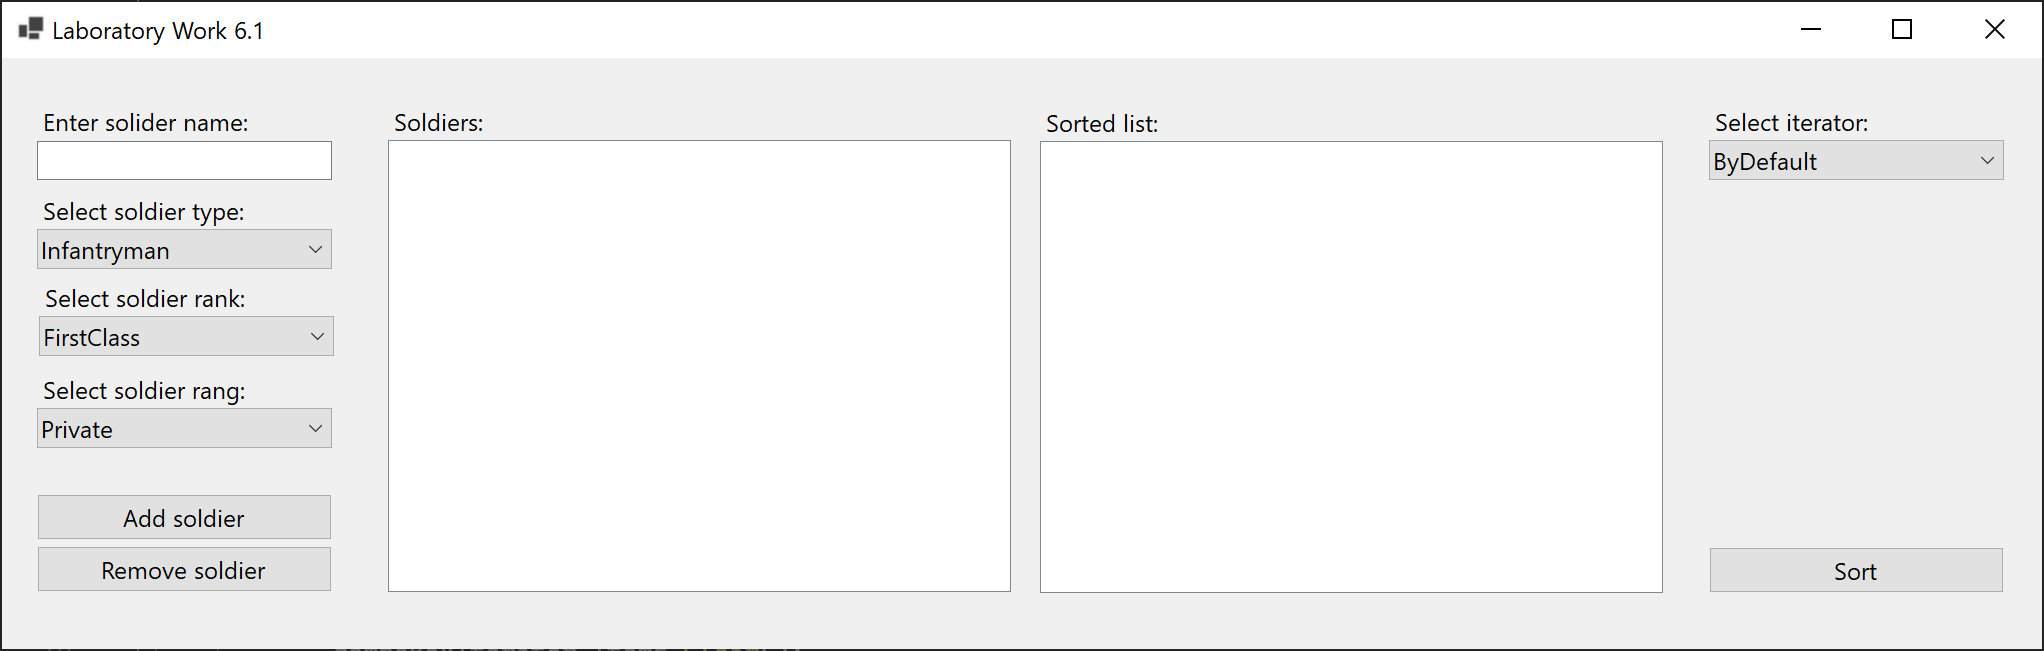 Laboratory Work 6.1
Enter solider name:
Select soldier type:
Infantryman
Select soldier rank:
FirstClass
Select soldier rang:
Private
Add soldier
Remove soldier
Soldiers:
Sorted list:
Select iterator:
ByDefault
Sort